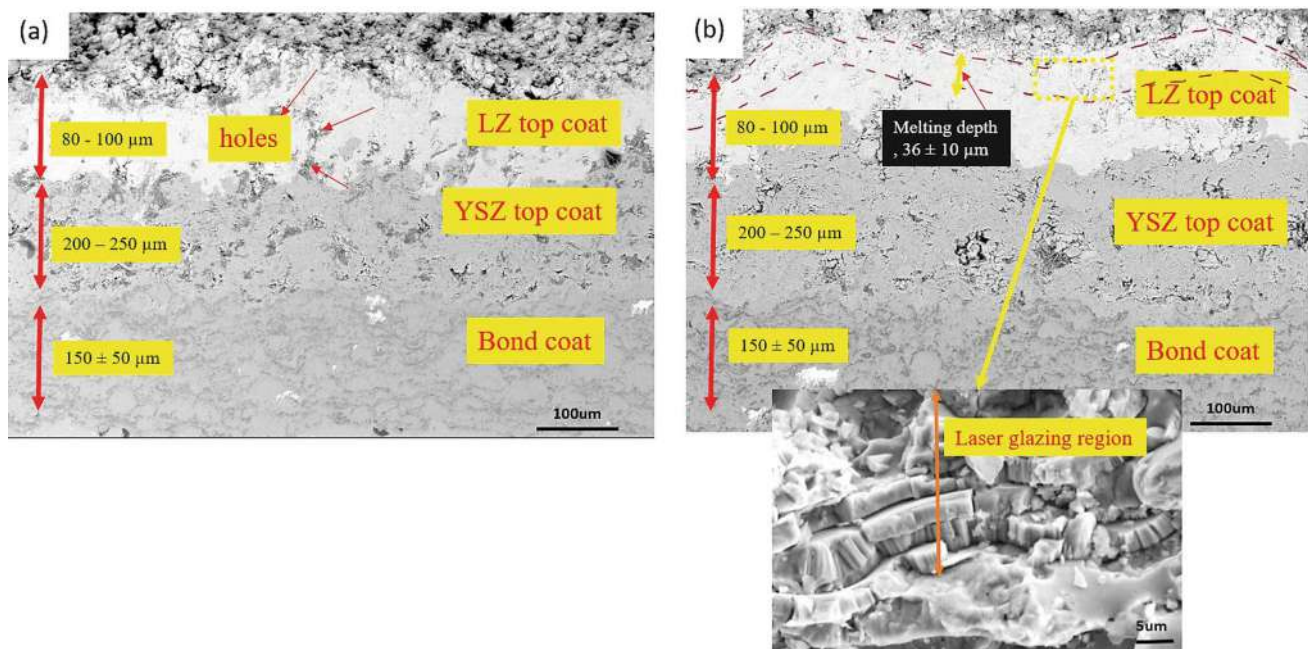 (a)
holes
LZ top coat
80 - 100 µm
YSZ top coat
200 – 250 µm
Bond coat
150 ± 50 µm
100um
(b)
LZ top coat
80 - 100 µm
Melting depth
, 36 ± 10 µm
YSZ top coat
200 – 250 µm
Bond coat
150 ± 50 µm
100um
Laser glazing region
5um